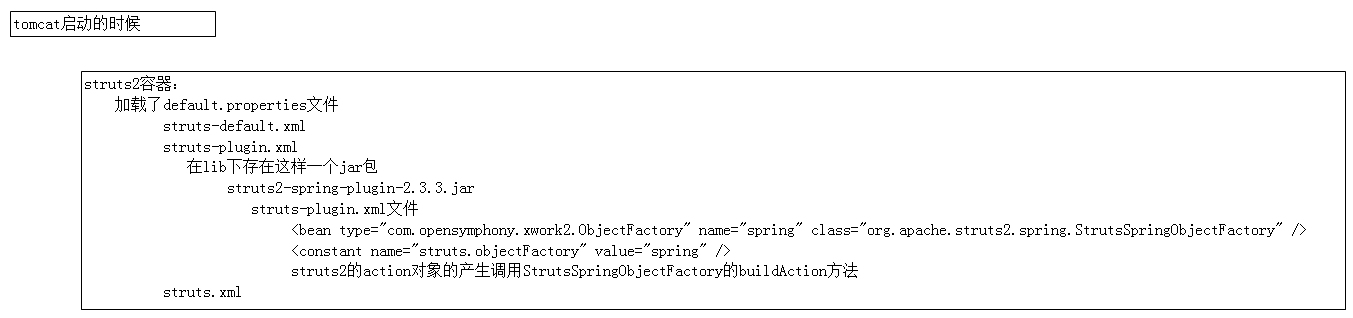 tomcat启动的时候
struts2容器：
加载了default.properties文件
struts-default.xml
struts-plugin.xml
在lib下存在这样一个jar包
struts2-spring-plugin-2.3.3.jar
struts-plugin.xml文件
<bean type="com.opensymphony.xwork2.ObjectFactory" name="spring" class="org.apache.struts2.spring.StrutsSpringObjectFactory" />
<constant name="struts.objectFactory" value="spring" />
struts2的action对象的产生调用StrutsSpringObjectFactory的buildAction方法
struts.xml